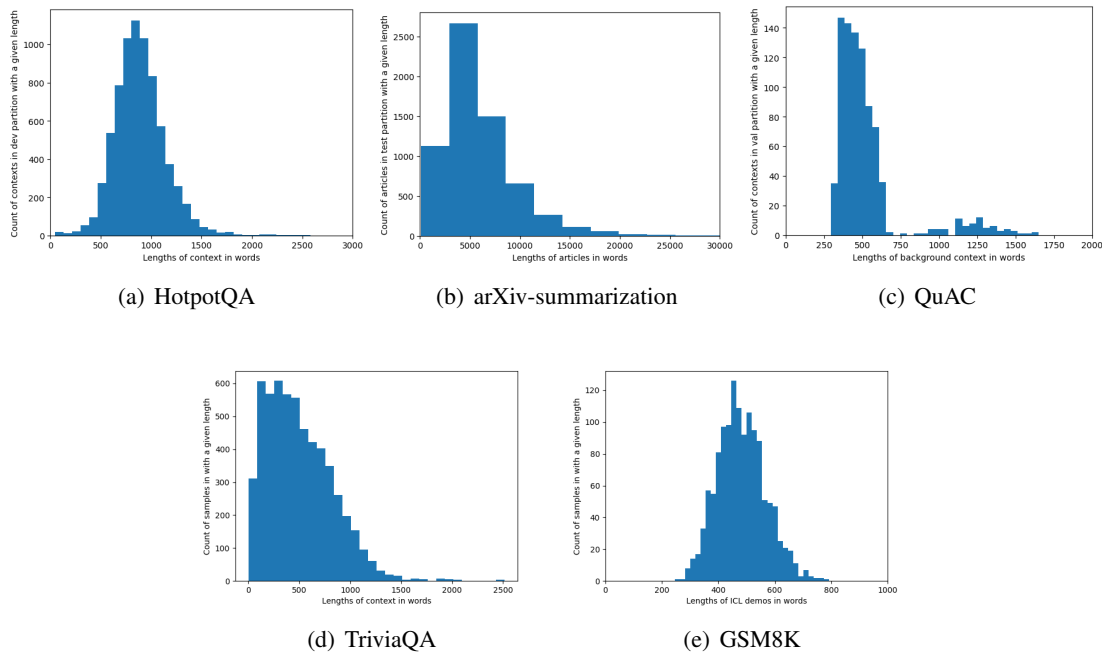 Count of contexts in dev partition with a given length
1000
800
600
400
200
0
0 500 1000 1500 2000 2500 3000
Lengths of context in words
(a) HotpotQA
Count of articles in test partition with a given length
2500
2000
1500
1000
500
0
0 5000 10000 15000 20000 25000 30000
Lengths of articles in words
(b) arXiv-summarization
Count of contexts in val partition with a given length
140
120
100
80
60
40
20
0
0 250 500 750 1000 1250 1500 1750 2000
Lengths of background context in words
(c) QuAC
Count of samples in with a given length
600
500
400
300
200
100
0
0 500 1000 1500 2000 2500
Lengths of context in words
(d) TriviaQA
Count of samples in with a given length
120
100
80
60
40
20
0
0 200 400 600 800 1000
Lengths of ICL demos in words
(e) GSM8K